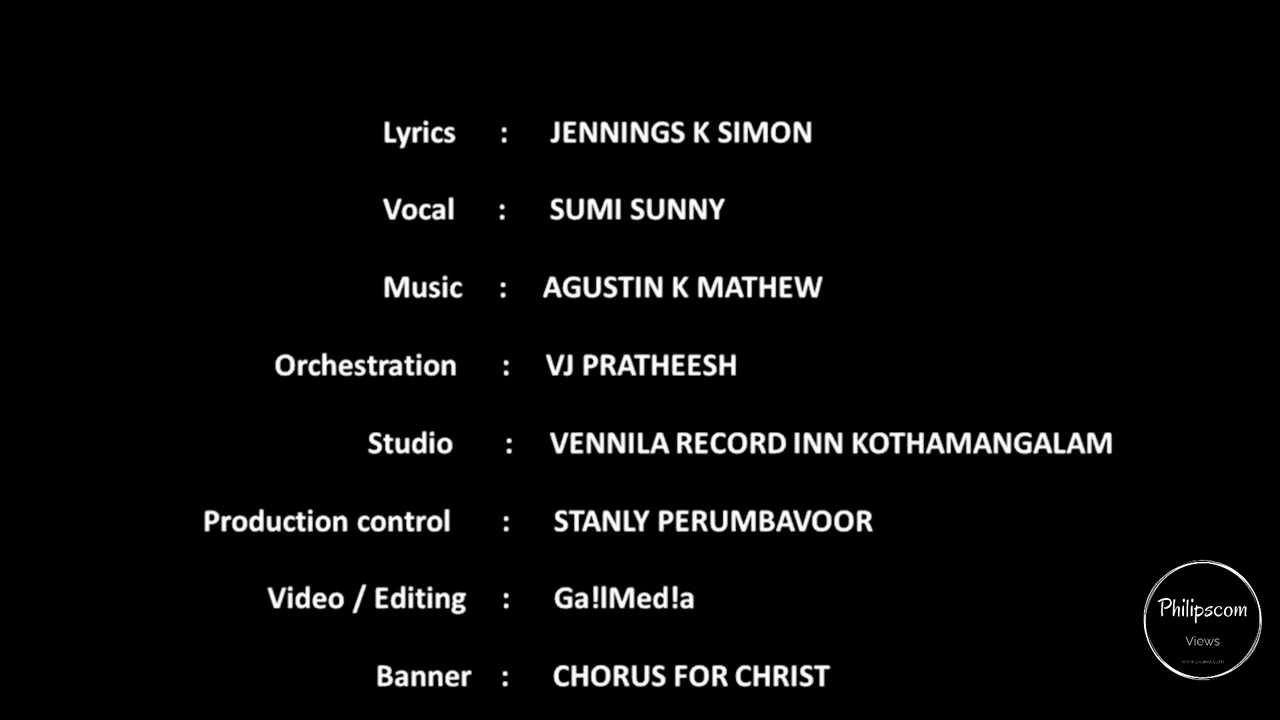 Lyrics : JENNINGS K SIMON
Vocal : SUMI SUNNY
Music : AGUSTIN K MATHEW
Orchestration : VJ PRATHEESH
Studio : VENNILA RECORD INN KOTHAMANGALAM
Production control : STANLY PERUMBAVOOR
Video / Editing : Ga!lMed!a
Banner : CHORUS FOR CHRIST
Philipscom
Views